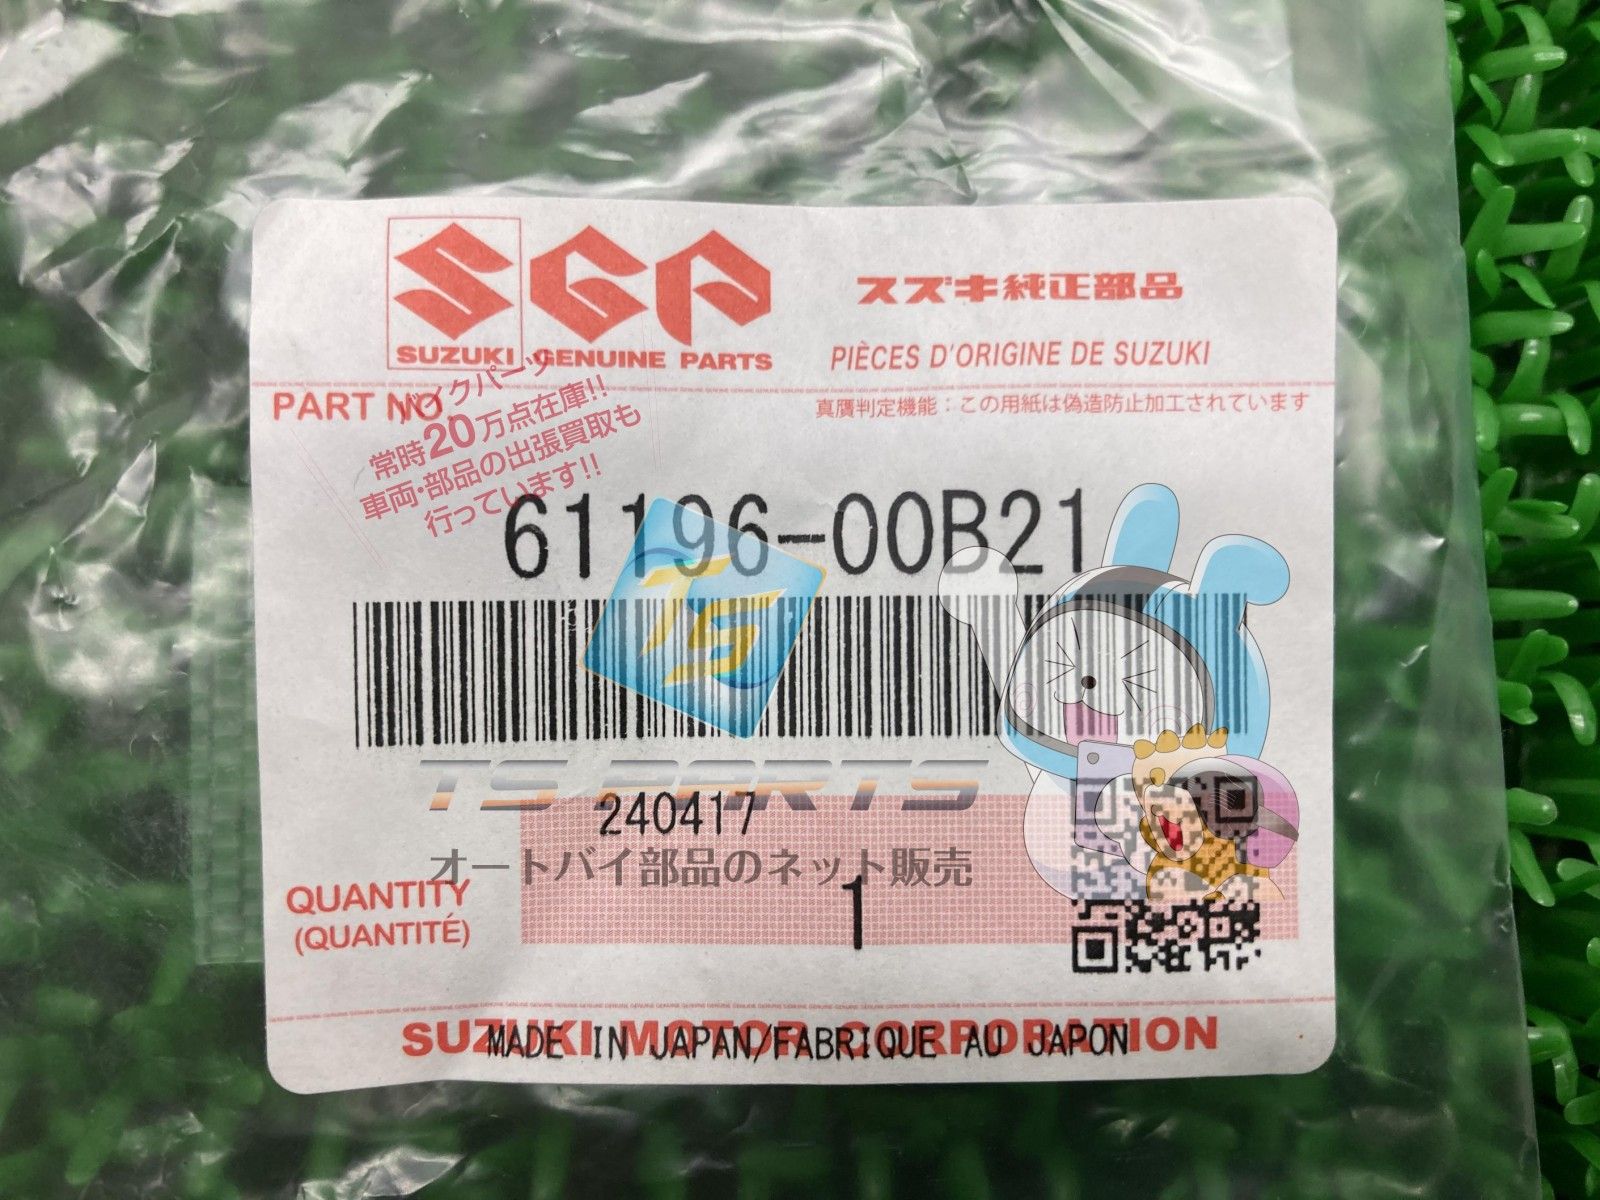 SGP
SUZUKI GENUINE PARTS
スズキ純正部品
PIÈCES D'ORIGINE DE SUZUKI
PART NO.
真贋判定機能：この用紙は偽造防止加工されています
バイクパーツ
常時20万点在庫!!
車両・部品の出張買取も
行っています!!
61196-00B21
TS
TS PARTS
240417
オートバイ部品のネット販売
QUANTITY
(QUANTITÉ)
1
SUZUKI MOTOR CORPORATION
MADE IN JAPAN/FABRIQUE AU JAPON